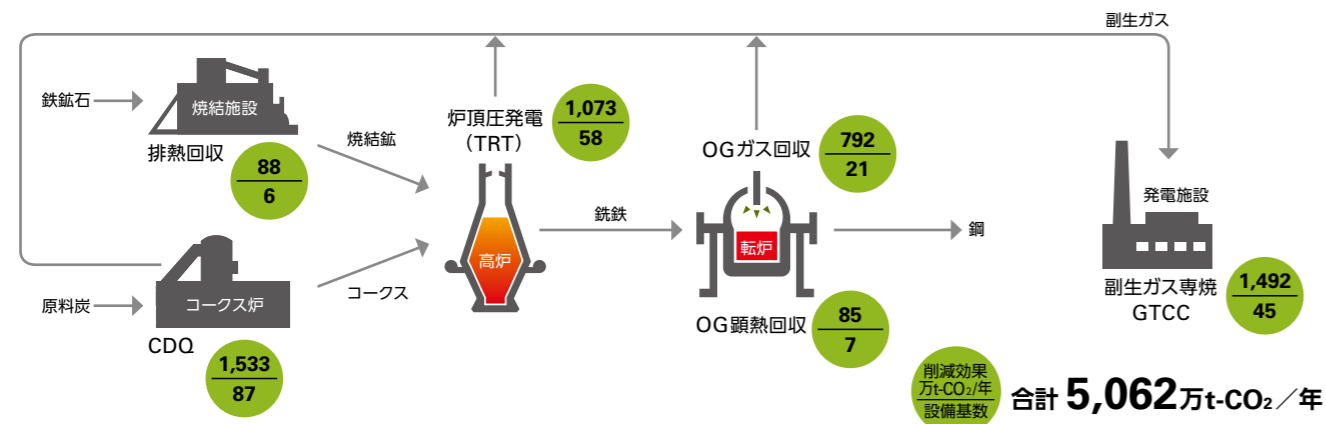 副生ガス
鉄鉱石
焼結施設
排熱回収
88
6
焼結鉱
原料炭
コークス炉
CDQ
1,533
87
コークス
炉頂圧発電
（TRT）
1,073
58
高炉
銑鉄
OGガス回収
792
21
転炉
OG顕熱回収
85
7
鋼
発電施設
副生ガス専焼
GTCC
1,492
45
削減効果
万t-CO₂/年
設備基数
合計 5,062万t-CO₂／年